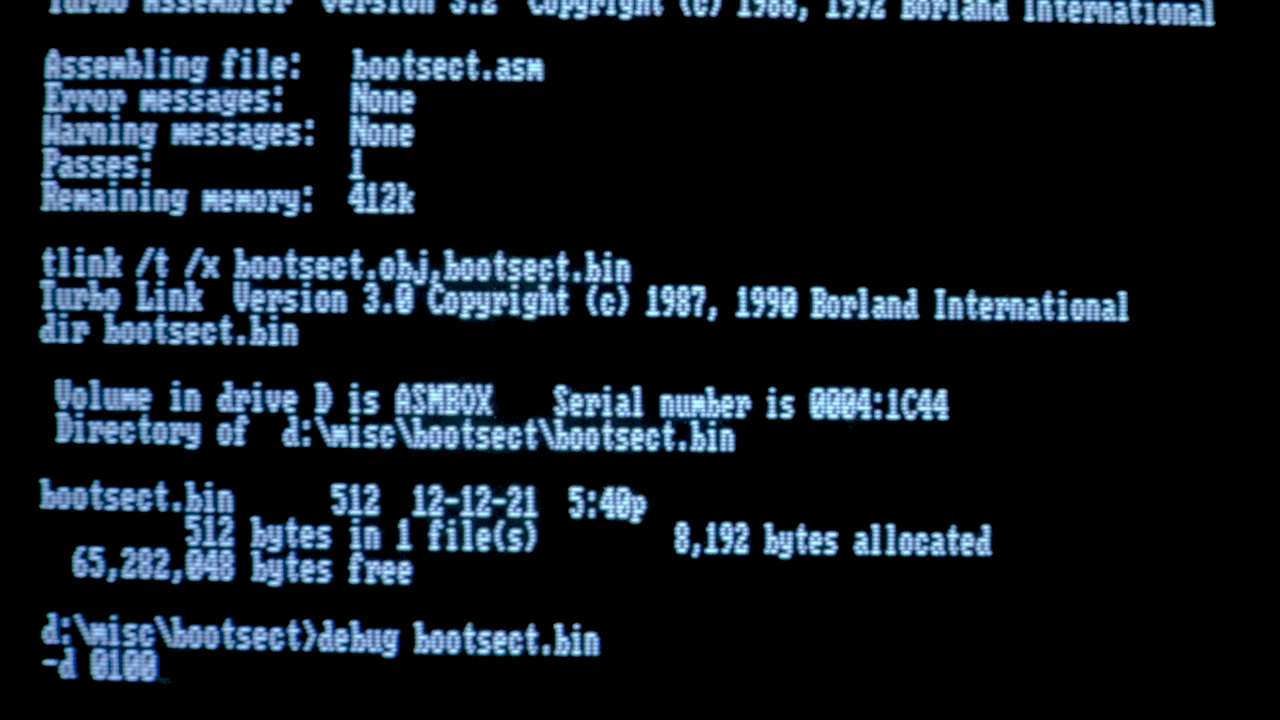 Turbo Assembler  Version 3.2  Copyright (c) 1988, 1992 Borland International
Assembling file:   bootsect.asm
Error messages:    None
Warning messages:  None
Passes:            1
Remaining memory:  412k
tlink /t /x bootsect.obj,bootsect.bin
Turbo Link  Version 3.0 Copyright (c) 1987, 1990 Borland International
dir bootsect.bin
Volume in drive D is ASMBOX    Serial number is 0004:1C44
Directory of  d:\misc\bootsect\bootsect.bin
bootsect.bin      512  12-12-21  5:40p
512 bytes in 1 file(s)         8,192 bytes allocated
65,282,048 bytes free
d:\misc\bootsect>debug bootsect.bin
-d 0100_